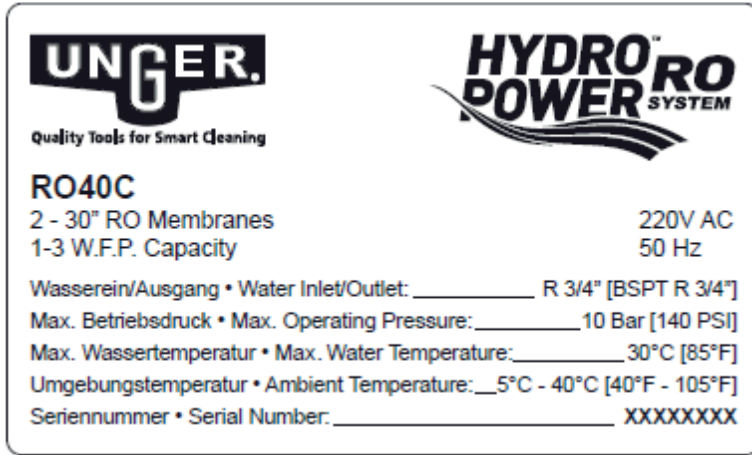 UNGER.
Quality Tools for Smart Cleaning
HYDRO™
POWER RO
SYSTEM
RO40C
2 - 30” RO Membranes 220V AC
1-3 W.F.P. Capacity 50 Hz
Wasserein/Ausgang • Water Inlet/Outlet: R 3/4” [BSPT R 3/4”]
Max. Betriebsdruck • Max. Operating Pressure: 10 Bar [140 PSI]
Max. Wassertemperatur • Max. Water Temperature: 30°C [85°F]
Umgebungstemperatur • Ambient Temperature: 5°C - 40°C [40°F - 105°F]
Seriennummer • Serial Number: XXXXXXXX